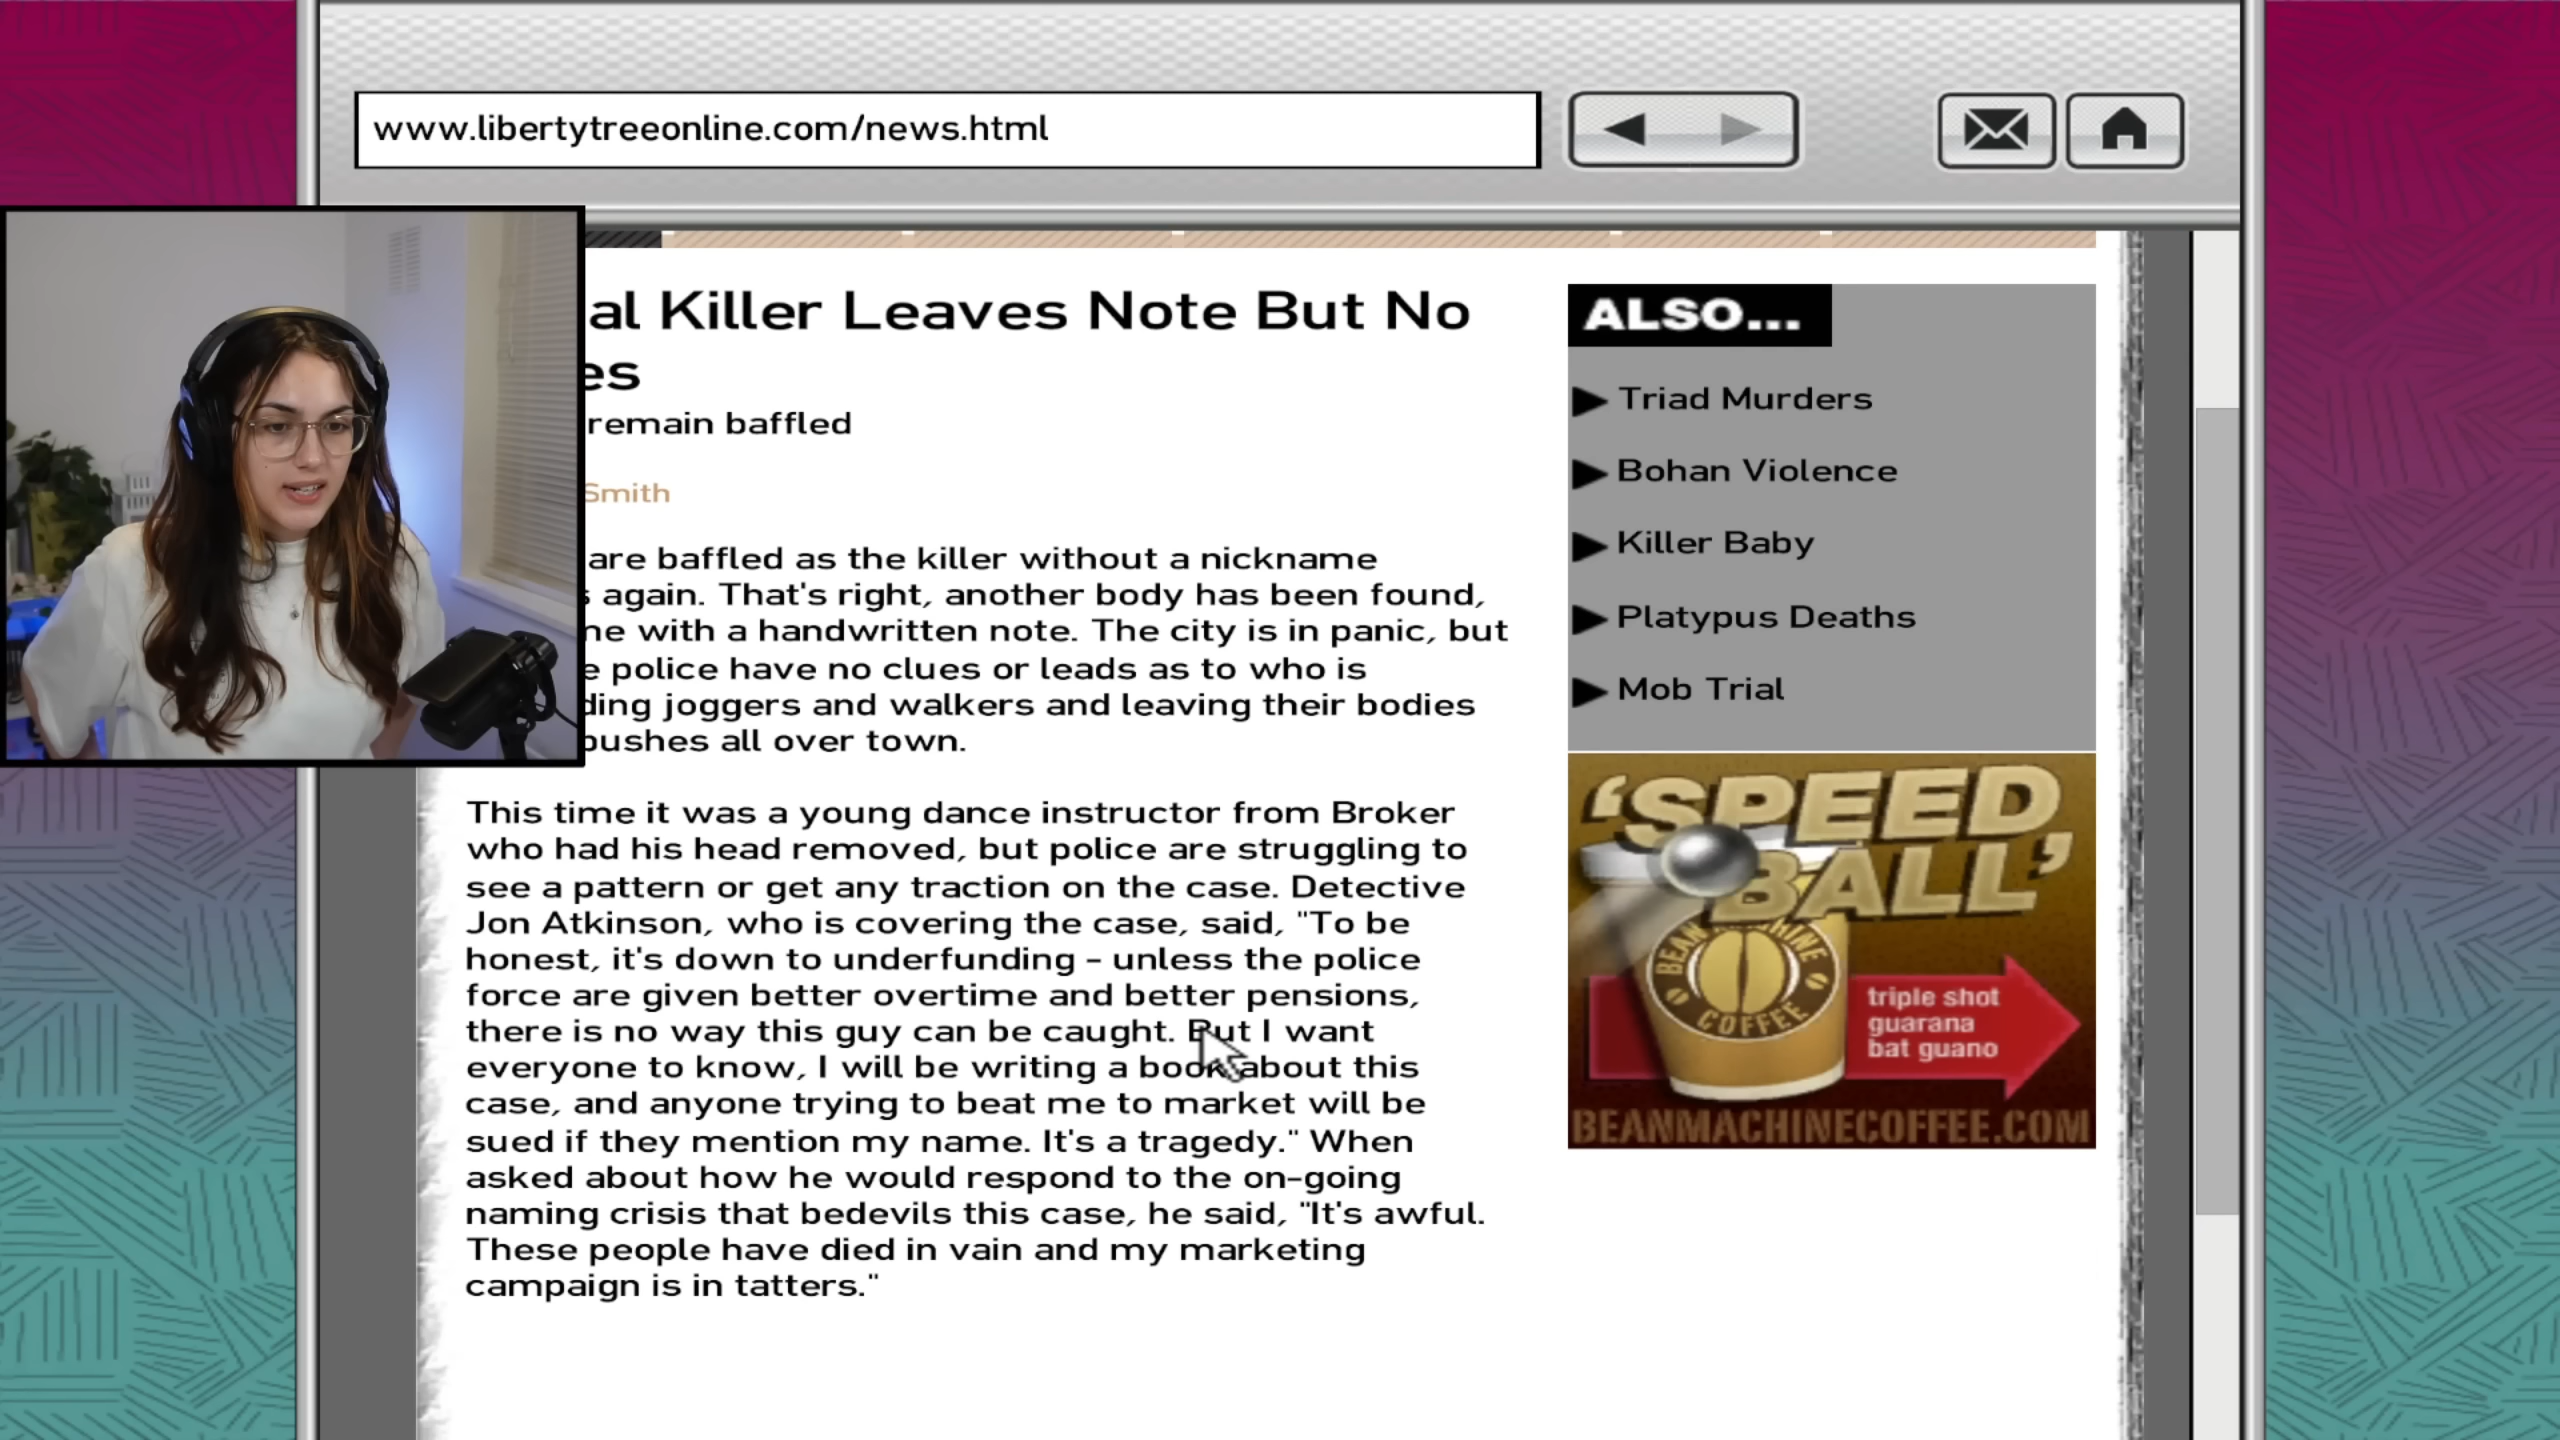 www.libertytreeonline.com/news.html
al Killer Leaves Note But No
es
remain baffled
Smith
are baffled as the killer without a nickname
again. That's right, another body has been found,
ne with a handwritten note. The city is in panic, but
e police have no clues or leads as to who is
ding joggers and walkers and leaving their bodies
bushes all over town.
This time it was a young dance instructor from Broker
who had his head removed, but police are struggling to
see a pattern or get any traction on the case. Detective
Jon Atkinson, who is covering the case, said, "To be
honest, it's down to underfunding - unless the police
force are given better overtime and better pensions,
there is no way this guy can be caught. But I want
everyone to know, I will be writing a book about this
case, and anyone trying to beat me to market will be
sued if they mention my name. It's a tragedy." When
asked about how he would respond to the on-going
naming crisis that bedevils this case, he said, "It's awful.
These people have died in vain and my marketing
campaign is in tatters."
ALSO...
Triad Murders
Bohan Violence
Killer Baby
Platypus Deaths
Mob Trial
'SPEED
BALL'
BEAN MACHINE
COFFEE
triple shot
guarana
bat guano
BEANMACHINECOFFEE.COM